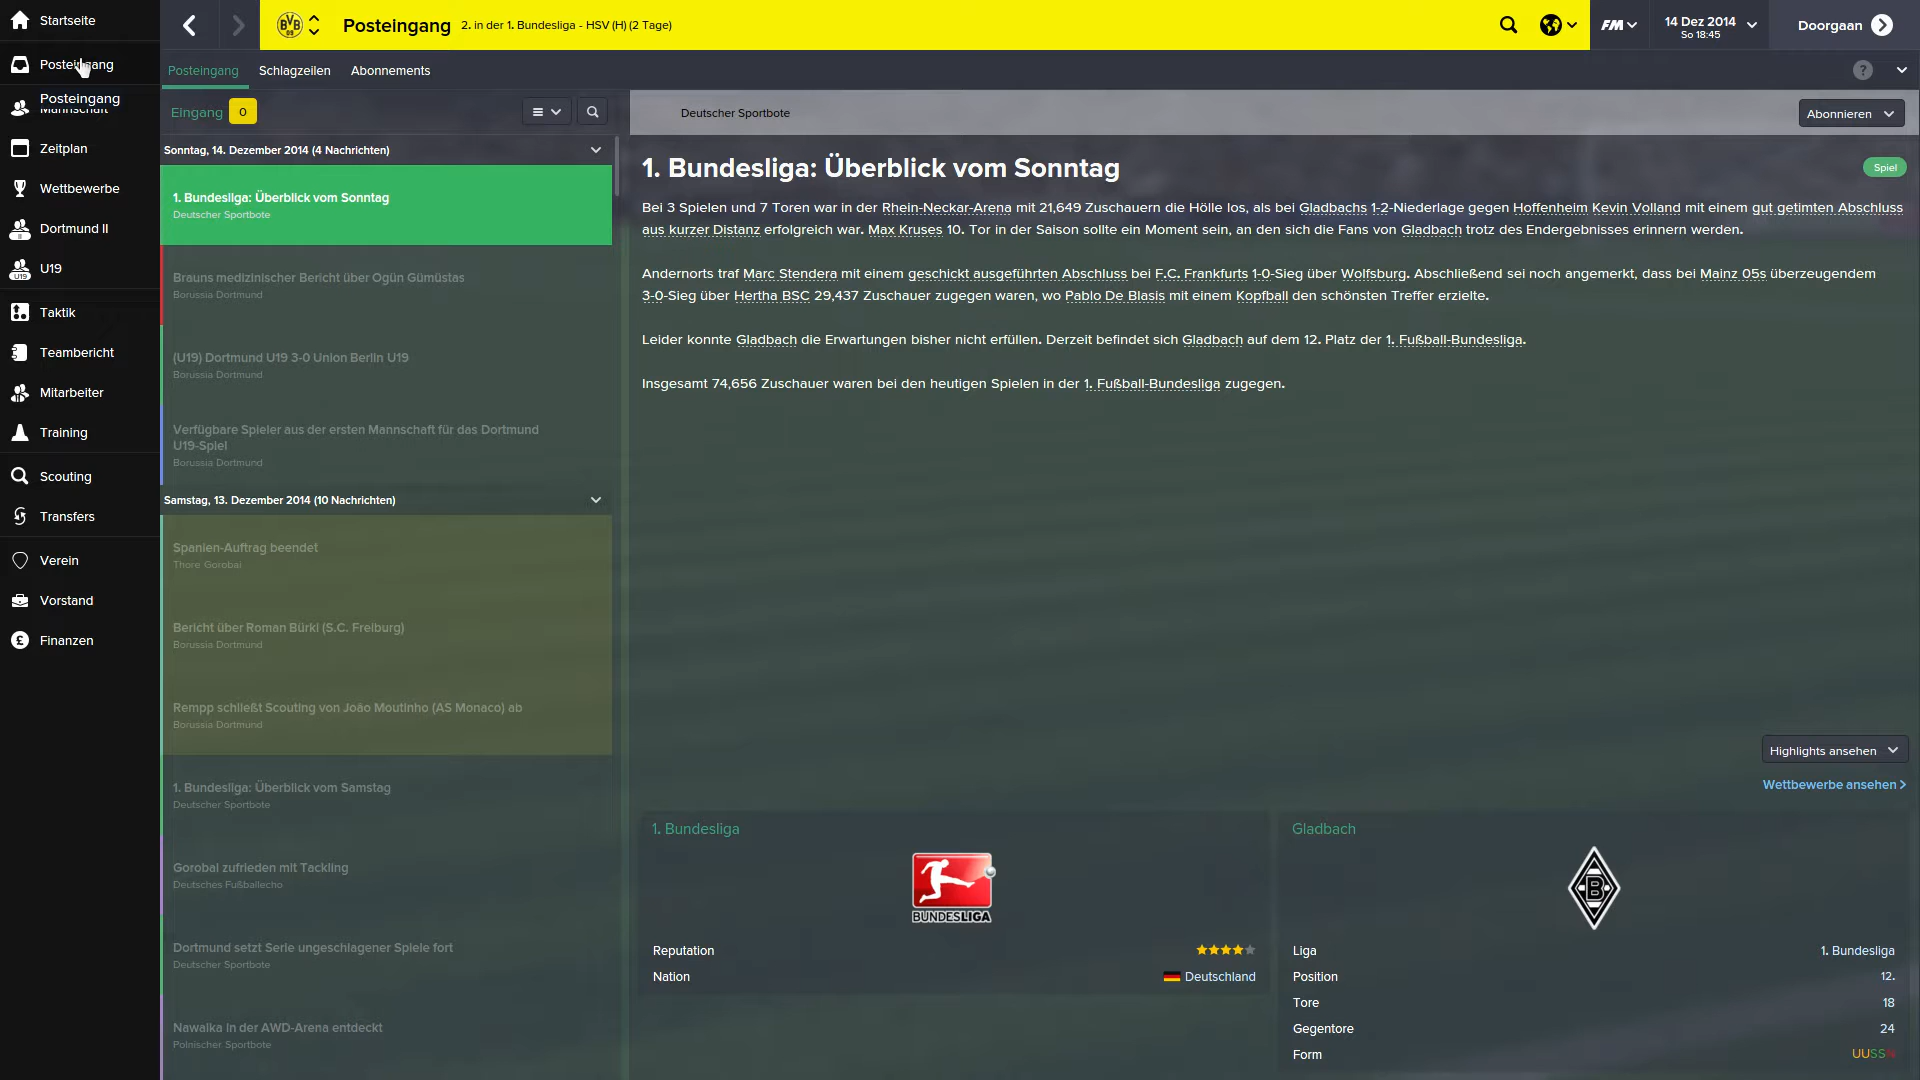 Startseite
Posteingang
Posteingang
Mannschaft
Zeitplan
Wettbewerbe
Dortmund II
U19
Taktik
Teambericht
Mitarbeiter
Training
Scouting
Transfers
Verein
Vorstand
Finanzen
Posteingang 2. in der 1. Bundesliga - HSV (H) (2 Tage)
FM
14 Dez 2014
So 18:45
Doorgaan
Posteingang Schlagzeilen Abonnements
Eingang 0
Sonntag, 14. Dezember 2014 (4 Nachrichten)
1. Bundesliga: Überblick vom Sonntag
Deutscher Sportbote
Brauns medizinischer Bericht über Ogün Gümüstas
Borussia Dortmund
(U19) Dortmund U19 3-0 Union Berlin U19
Borussia Dortmund
Verfügbare Spieler aus der ersten Mannschaft für das Dortmund
U19-Spiel
Borussia Dortmund
Samstag, 13. Dezember 2014 (10 Nachrichten)
Spanien-Auftrag beendet
Thore Gorobai
Bericht über Roman Bürki (S.C. Freiburg)
Borussia Dortmund
Rempp schließt Scouting von João Moutinho (AS Monaco) ab
Borussia Dortmund
1. Bundesliga: Überblick vom Samstag
Deutscher Sportbote
Gorobai zufrieden mit Tackling
Deutsches Fußballecho
Dortmund setzt Serie ungeschlagener Spiele fort
Deutscher Sportbote
Nawalka in der AWD-Arena entdeckt
Polnischer Sportbote
Deutscher Sportbote
Abonnieren
1. Bundesliga: Überblick vom Sonntag
Spiel
Bei 3 Spielen und 7 Toren war in der Rhein-Neckar-Arena mit 21,649 Zuschauern die Hölle los, als bei Gladbachs 1-2-Niederlage gegen Hoffenheim Kevin Volland mit einem gut getimten Abschluss
aus kurzer Distanz erfolgreich war. Max Kruses 10. Tor in der Saison sollte ein Moment sein, an den sich die Fans von Gladbach trotz des Endergebnisses erinnern werden.
Andernorts traf Marc Stendera mit einem geschickt ausgeführten Abschluss bei F.C. Frankfurts 1-0-Sieg über Wolfsburg. Abschließend sei noch angemerkt, dass bei Mainz 05s überzeugendem
3-0-Sieg über Hertha BSC 29,437 Zuschauer zugegen waren, wo Pablo De Blasis mit einem Kopfball den schönsten Treffer erzielte.
Leider konnte Gladbach die Erwartungen bisher nicht erfüllen. Derzeit befindet sich Gladbach auf dem 12. Platz der 1. Fußball-Bundesliga.
Insgesamt 74,656 Zuschauer waren bei den heutigen Spielen in der 1. Fußball-Bundesliga zugegen.
Highlights ansehen
Wettbewerbe ansehen >
1. Bundesliga
BUNDESLIGA
Reputation
Nation Deutschland
Gladbach
B
Liga 1. Bundesliga
Position 12.
Tore 18
Gegentore 24
Form UUSSN